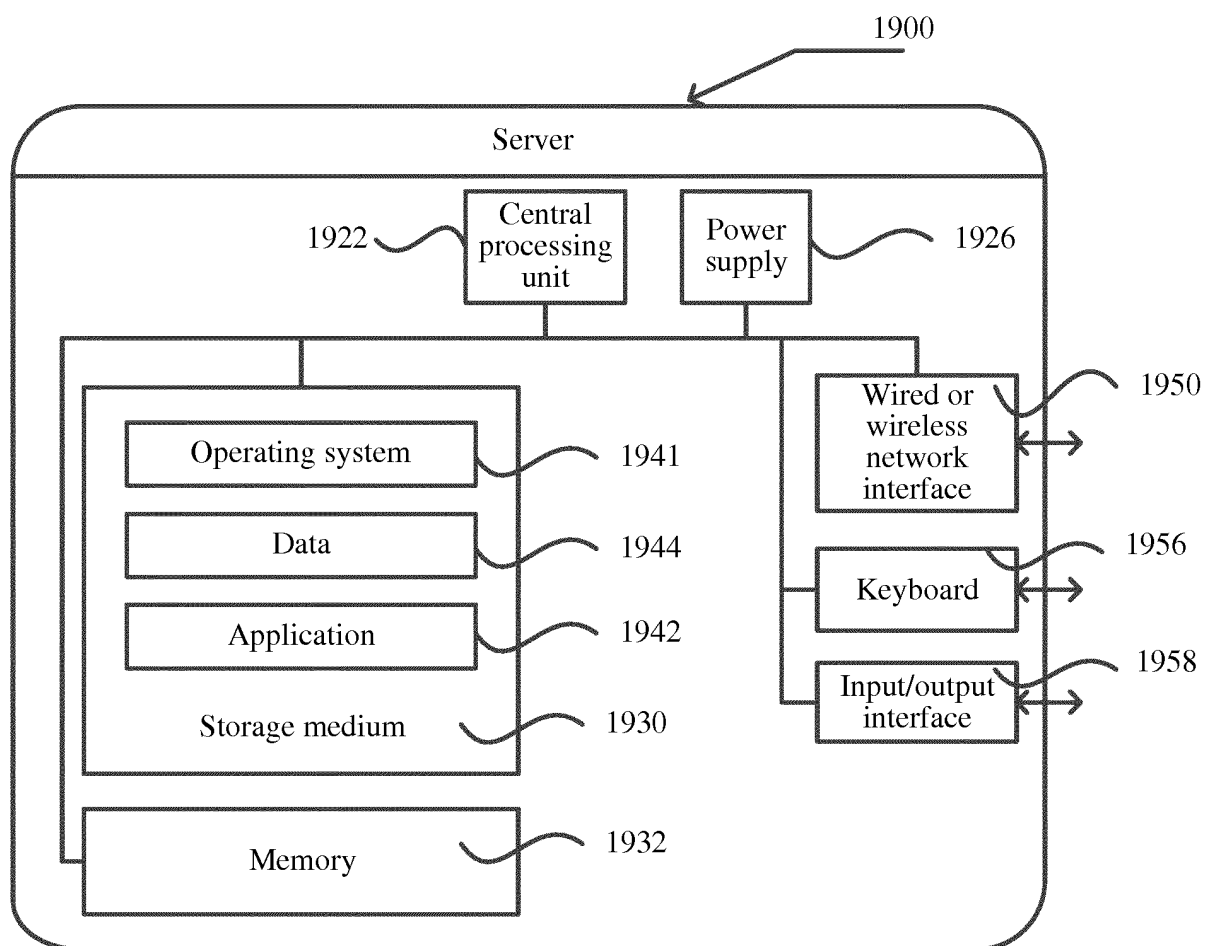 1900
Server
1922
Central
processing
unit
Power
supply
1926
Wired or
wireless
network
interface
1950
Operating system
1941
Data
1944
Keyboard
1956
Application
1942
Input/output
interface
1958
Storage medium
1930
Memory
1932